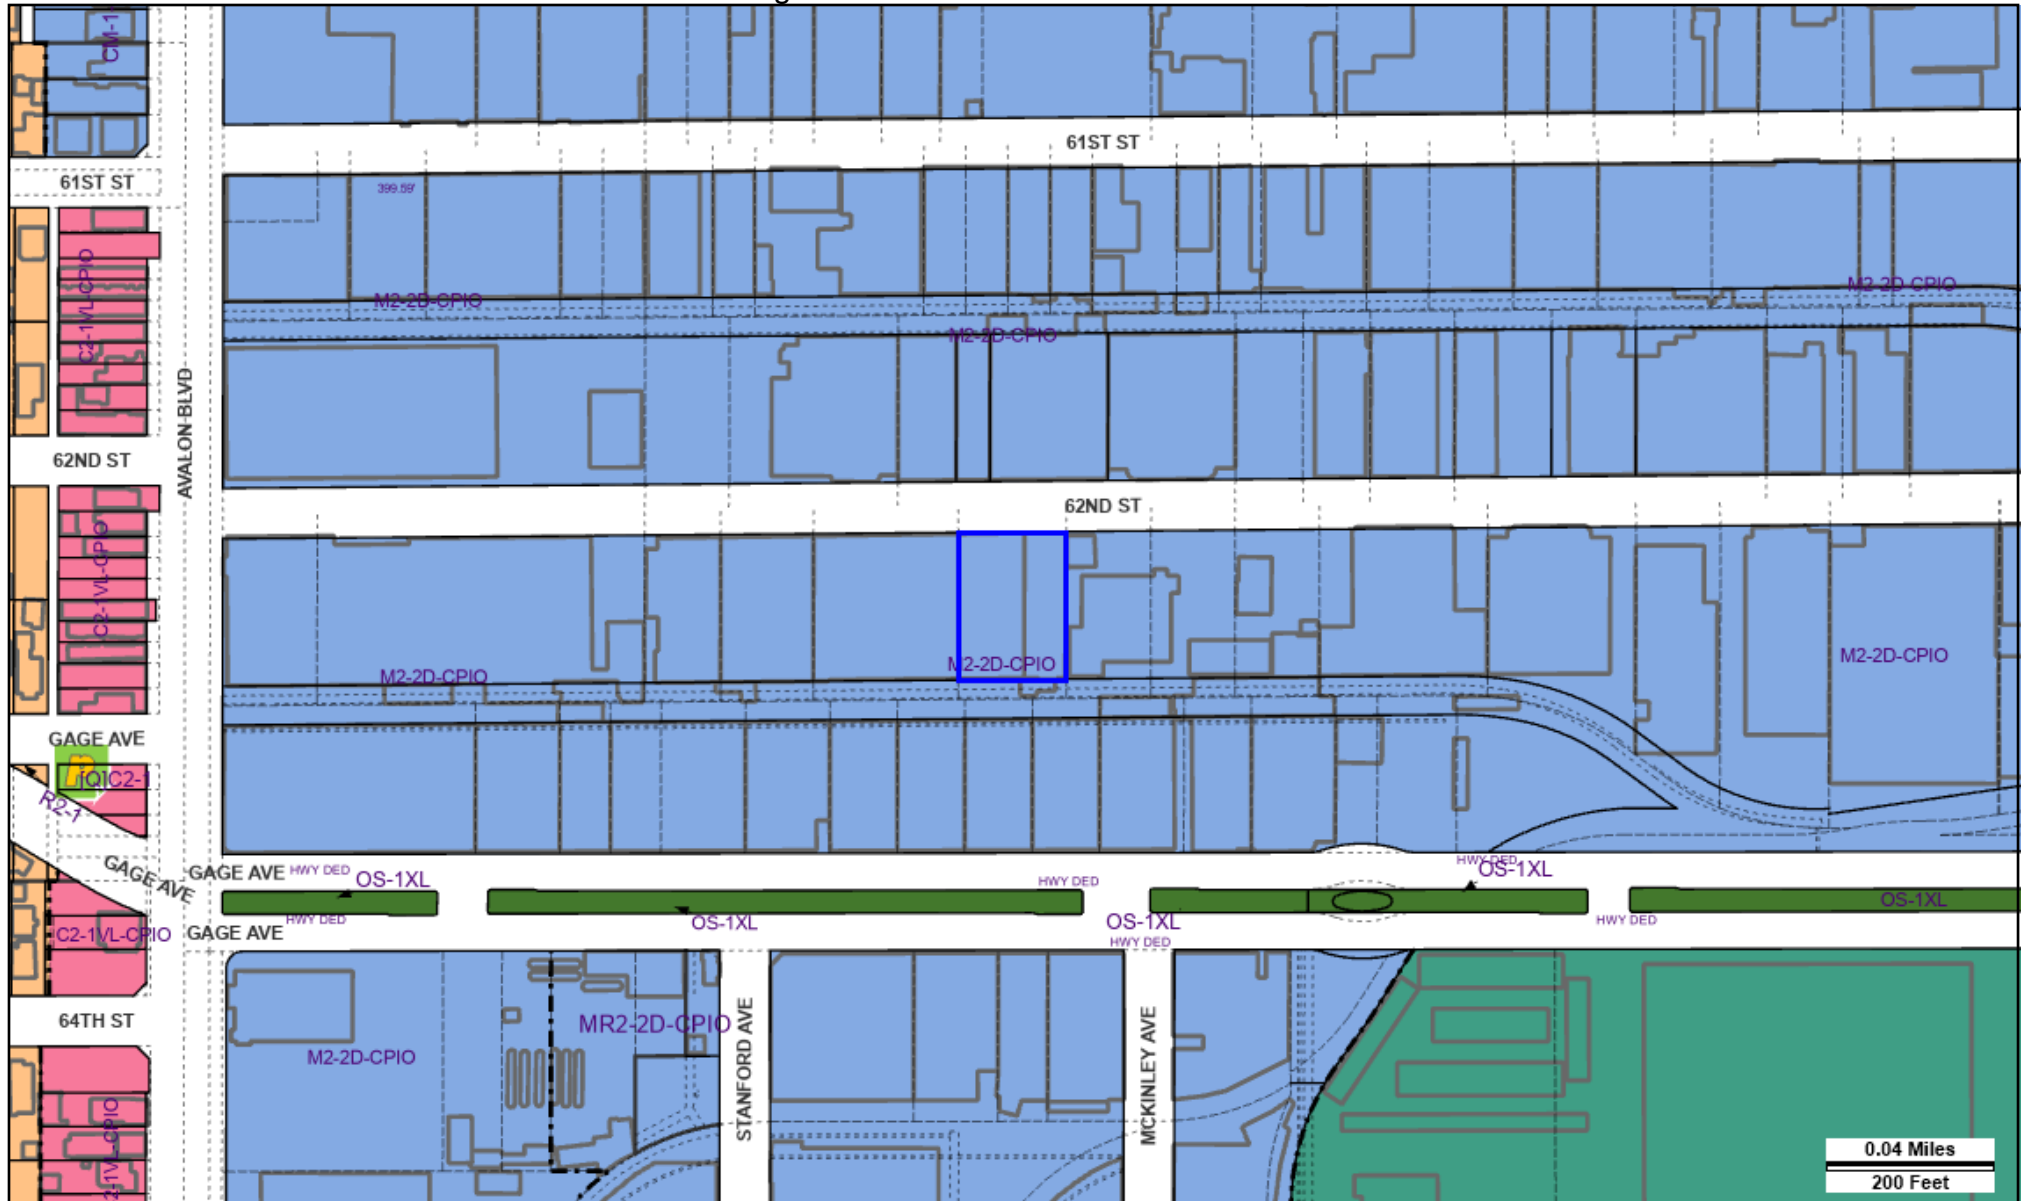 CM-1
61ST ST
61ST ST
399.59'
C2-1VL-CPIO
M2-2D-CPIO
M2-2D-CPIO
M2-2D-CPIO
AVALON BLVD
62ND ST
62ND ST
C2-1VL-CPIO
M2-2D-CPIO
M2-2D-CPIO
M2-2D-CPIO
GAGE AVE
[Q]C2-1
R2-1
GAGE AVE
GAGE AVE
HWY DED
OS-1XL
HWY DED
HWY DED
OS-1XL
HWY DED
OS-1XL
OS-1XL
HWY DED
HWY DED
OS-1XL
C2-1VL-CPIO
GAGE AVE
64TH ST
M2-2D-CPIO
MR2-2D-CPIO
STANFORD AVE
MCKINLEY AVE
2-1VL-CPIO
0.04 Miles
200 Feet